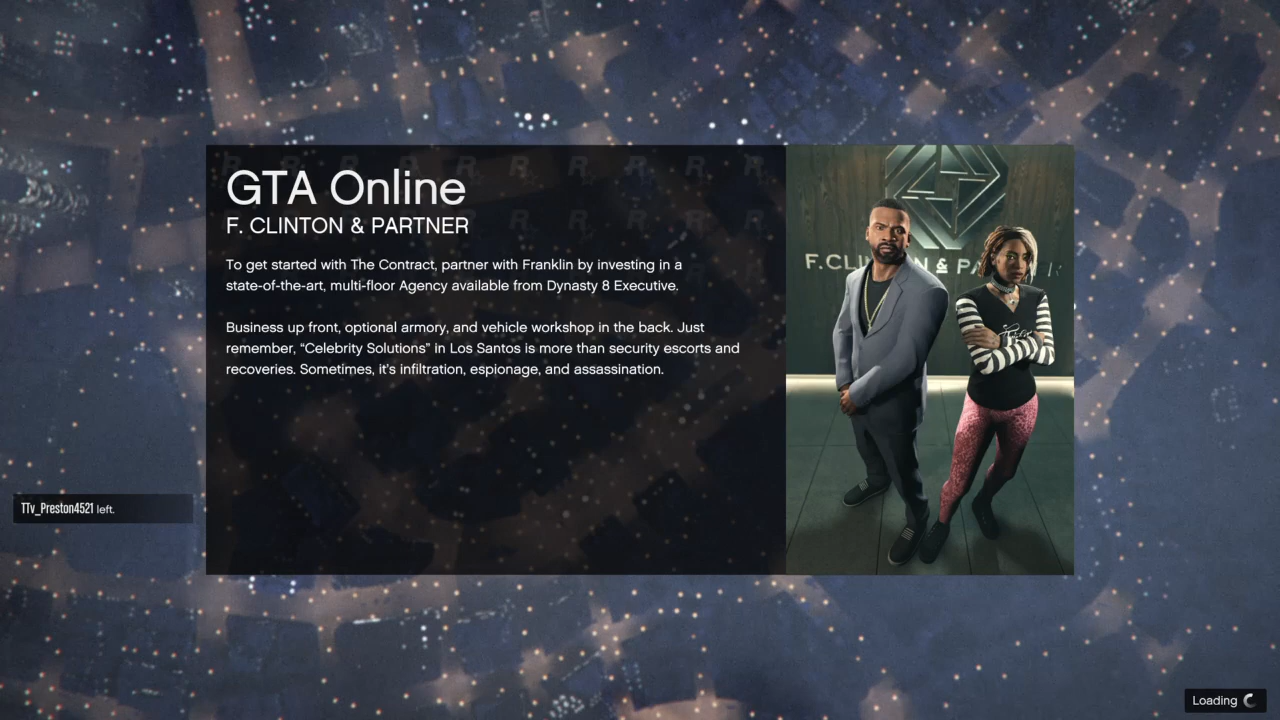 GTA Online
F. CLINTON & PARTNER
To get started with The Contract, partner with Franklin by investing in a
state-of-the-art, multi-floor Agency available from Dynasty 8 Executive.
Business up front, optional armory, and vehicle workshop in the back. Just
remember, “Celebrity Solutions” in Los Santos is more than security escorts and
recoveries. Sometimes, it's infiltration, espionage, and assassination.
F.CLI
&
TTv_Preston4521 left.
Loading